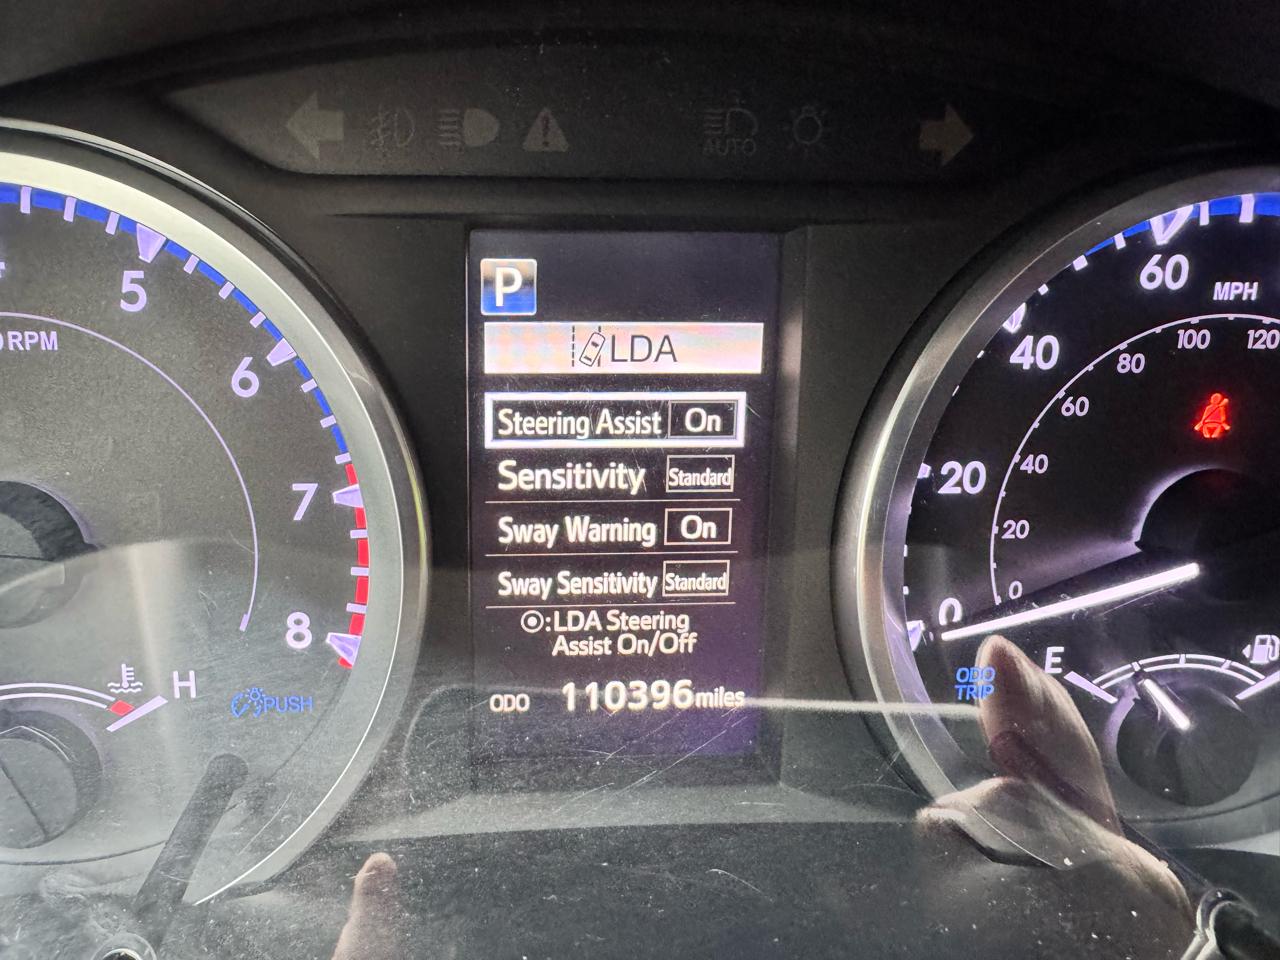 AUTO
5
6
7
8
RPM
H
PUSH
P
LDA
Steering Assist On
Sensitivity Standard
Sway Warning On
Sway Sensitivity Standard
:LDA Steering
Assist On/Off
ODO 110396 miles
60
MPH
40
20
0
120
100
80
60
40
20
0
ODO
TRIP
E